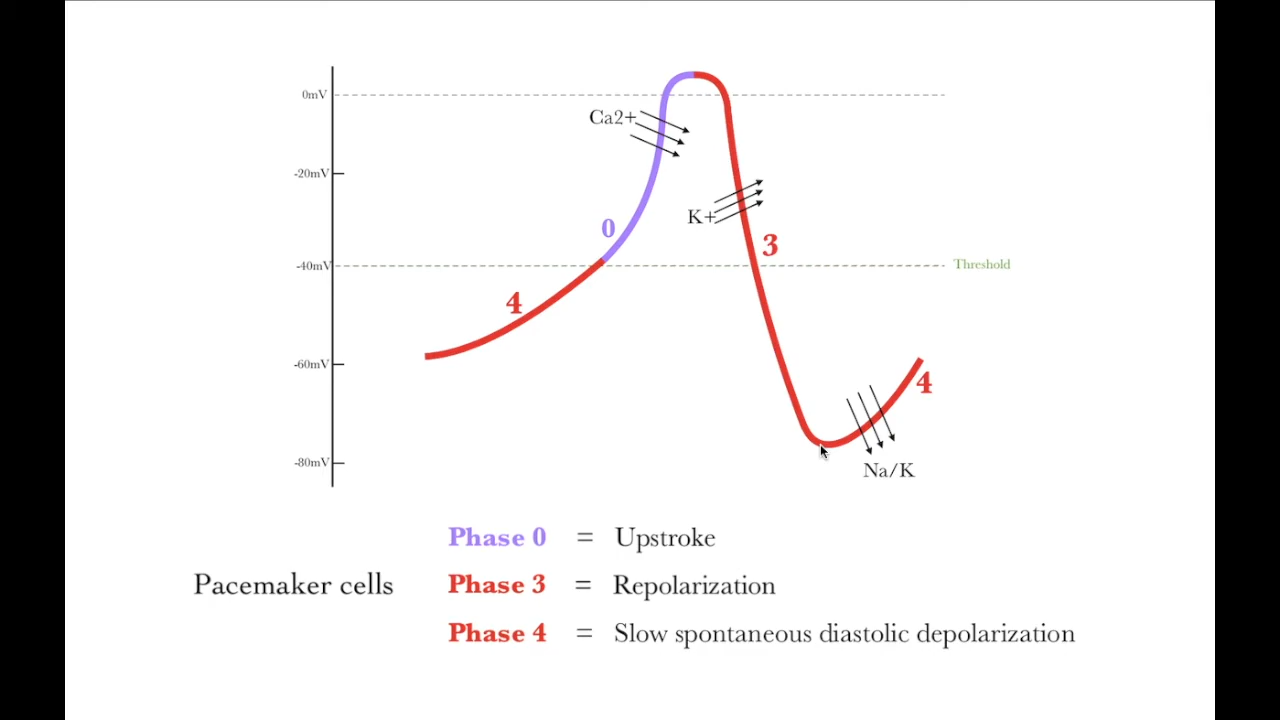 0mV
Ca2+
-20mV
K+
0
3
-40mV
Threshold
4
-60mV
4
-80mV
Na/K
Phase 0 = Upstroke
Pacemaker cells Phase 3 = Repolarization
Phase 4 = Slow spontaneous diastolic depolarization